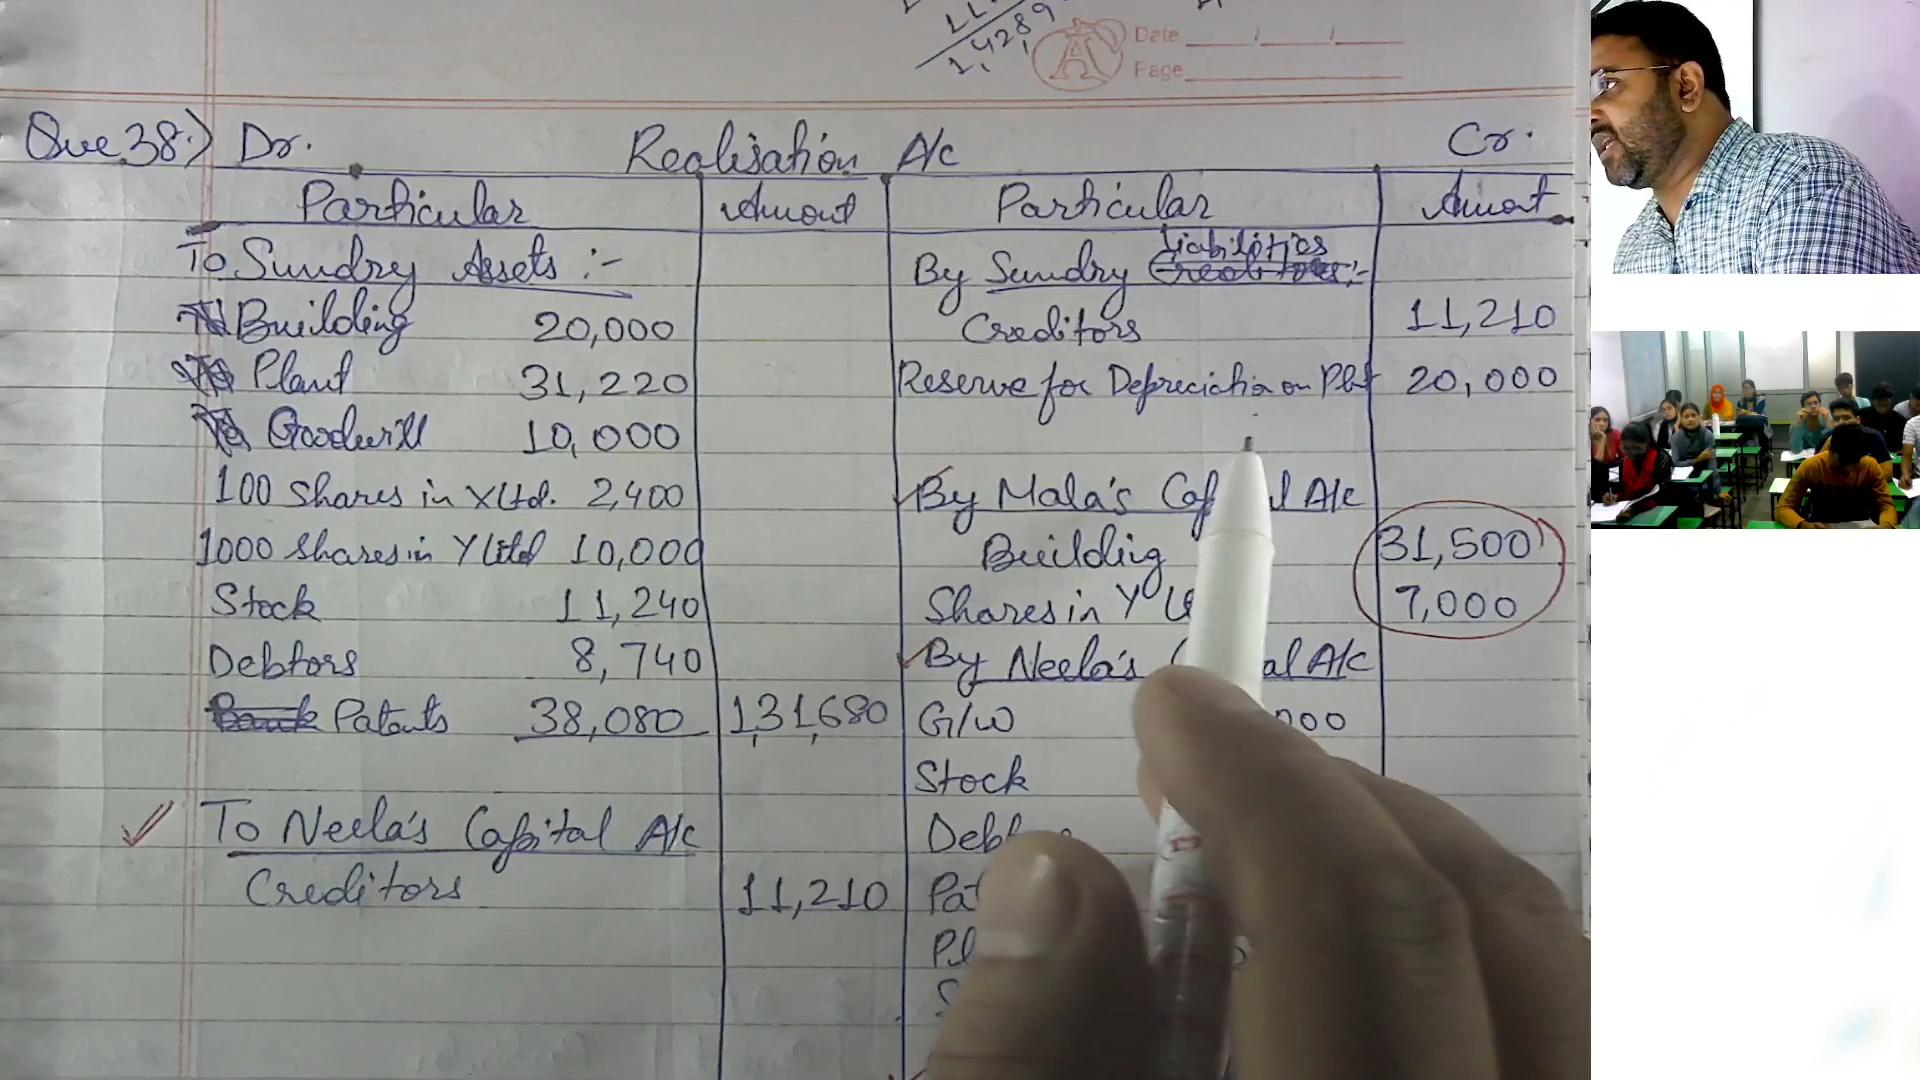 1,4289
Date
Page
Que 38.) Dr. Realisation A/c Cr.
Particular Amount Particular Amount
To Sundry Assets :- By Sundry Liabilities :-
Building 20,000 Creditors 11,210
Plant 31,220 Reserve for Depreciation on Plant 20,000
Goodwill 10,000
100 Shares in X Ltd. 2,400 By Mala's A/c
1000 Shares in Y Ltd 10,000 Building 31,500
Stock 11,240 Shares in Y 7,000
Debtors 8,740 By Neela's A/c
Patents 38,080 131,680 G/W
Stock
To Neela's Capital A/c
Creditors 11,210